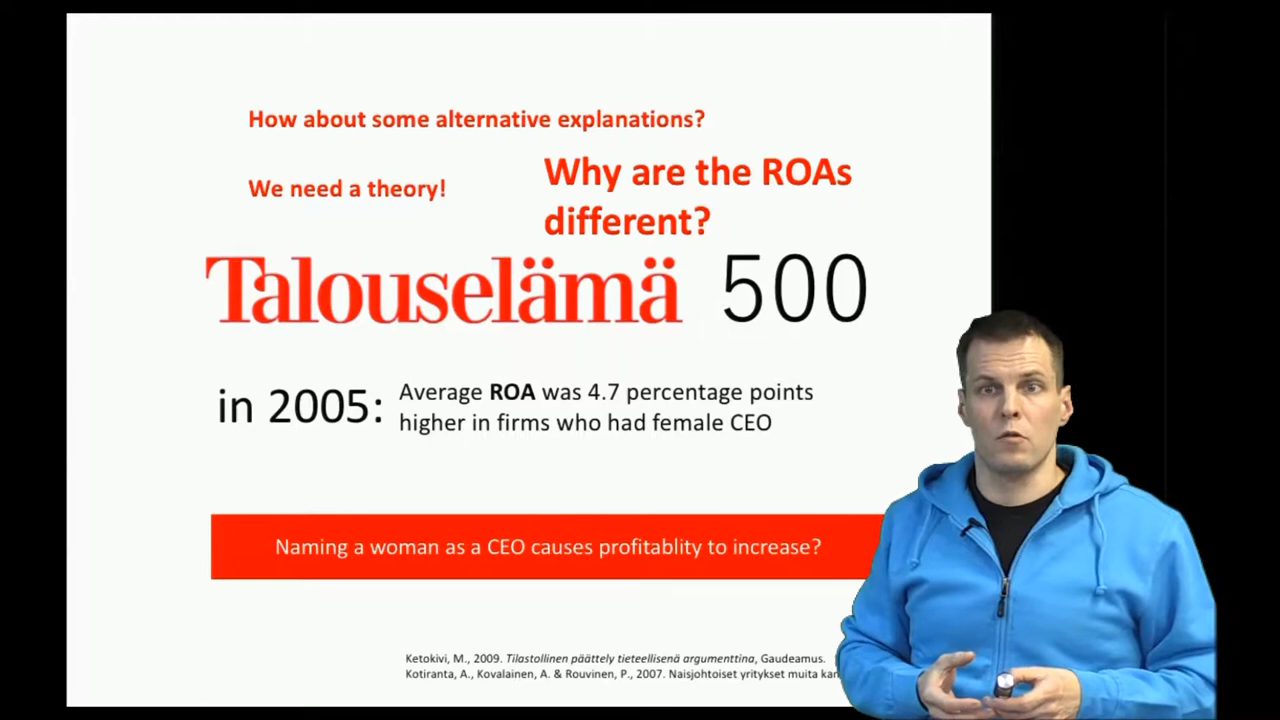 How about some alternative explanations?
We need a theory!
Why are the ROAs
different?
Talouselämä 500
in 2005:
Average ROA was 4.7 percentage points
higher in firms who had female CEO
Naming a woman as a CEO causes profitablity to increase?
Ketokivi, M., 2009. Tilastollinen päättely tieteellisenä argumenttina, Gaudeamus.
Kotiranta, A., Kovalainen, A. & Rouvinen, P., 2007. Naisjohtoiset yritykset muita